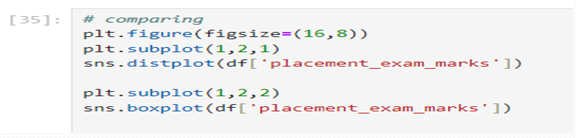 [35]: # comparing
plt.figure(figsize=(16,8))
plt.subplot(1,2,1)
sns.distplot(df['placement_exam_marks'])
plt.subplot(1,2,2)
sns.boxplot(df['placement_exam_marks'])